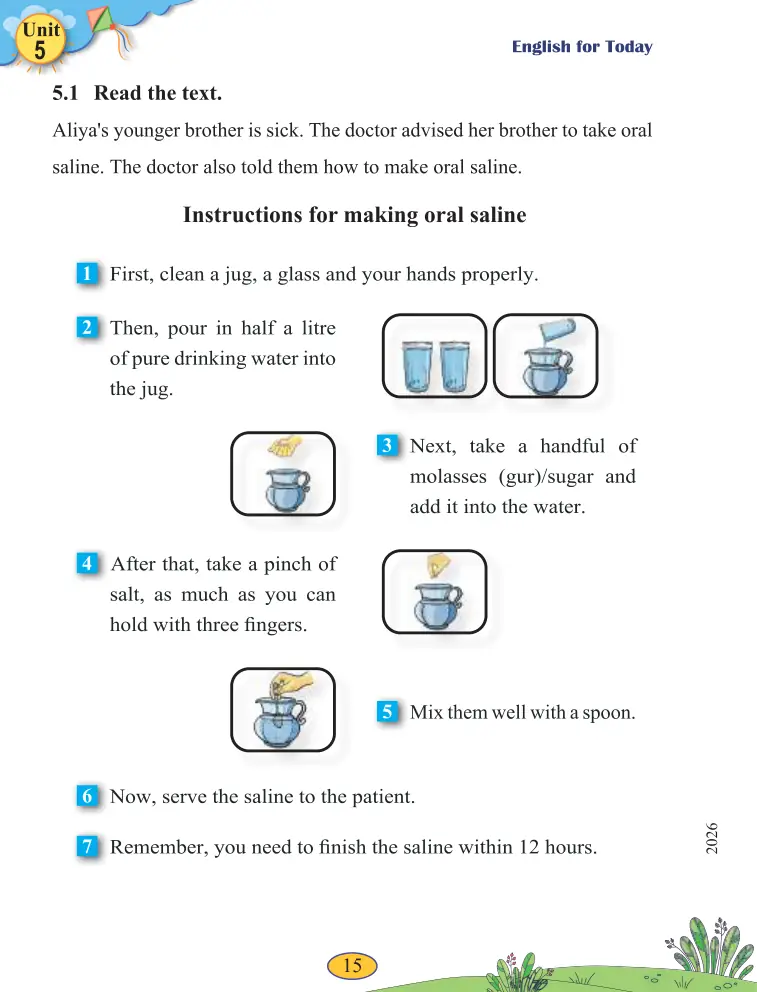 Unit
5
English for Today
5.1 Read the text.
Aliya's younger brother is sick. The doctor advised her brother to take oral
saline. The doctor also told them how to make oral saline.
Instructions for making oral saline
1 First, clean a jug, a glass and your hands properly.
2 Then, pour in half a litre
of pure drinking water into
the jug.
3 Next, take a handful of
molasses (gur)/sugar and
add it into the water.
4 After that, take a pinch of
salt, as much as you can
hold with three fingers.
5 Mix them well with a spoon.
6 Now, serve the saline to the patient.
7 Remember, you need to finish the saline within 12 hours.
2026
15